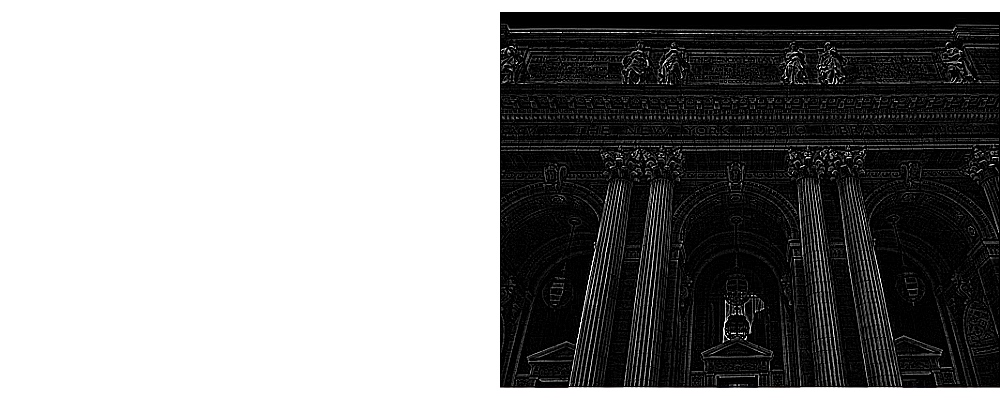 THE NEW YORK PUBLIC LIBRARY